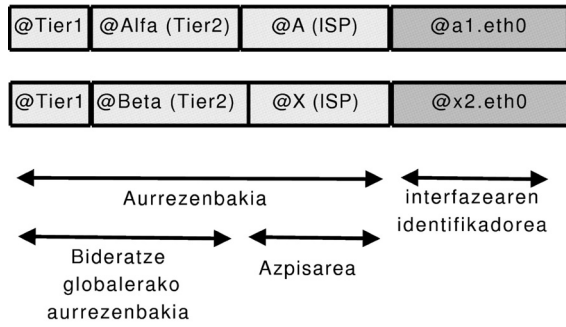 @Tier1 @Alfa (Tier2) @A (ISP) @a1.eth0
@Tier1 @Beta (Tier2) @X (ISP) @x2.eth0
Aurrezenbakia
interfazearen
identifikadorea
Bideratze
globalerako
aurrezenbakia
Azpisarea